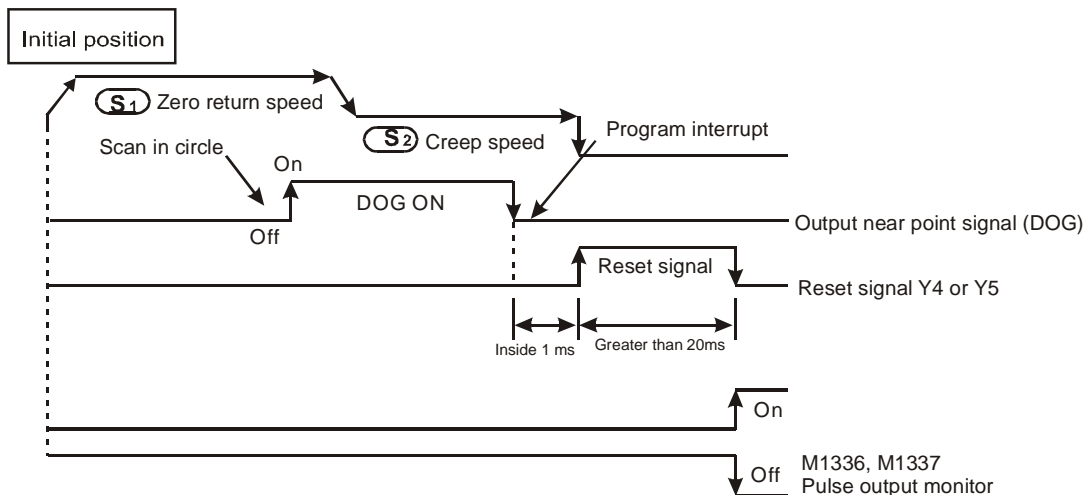 Initial position
S1 Zero return speed
S2 Creep speed
Program interrupt
Scan in circle
On
DOG ON
Off
Output near point signal (DOG)
Reset signal
Reset signal Y4 or Y5
Inside 1 ms
Greater than 20ms
On
Off
M1336, M1337
Pulse output monitor